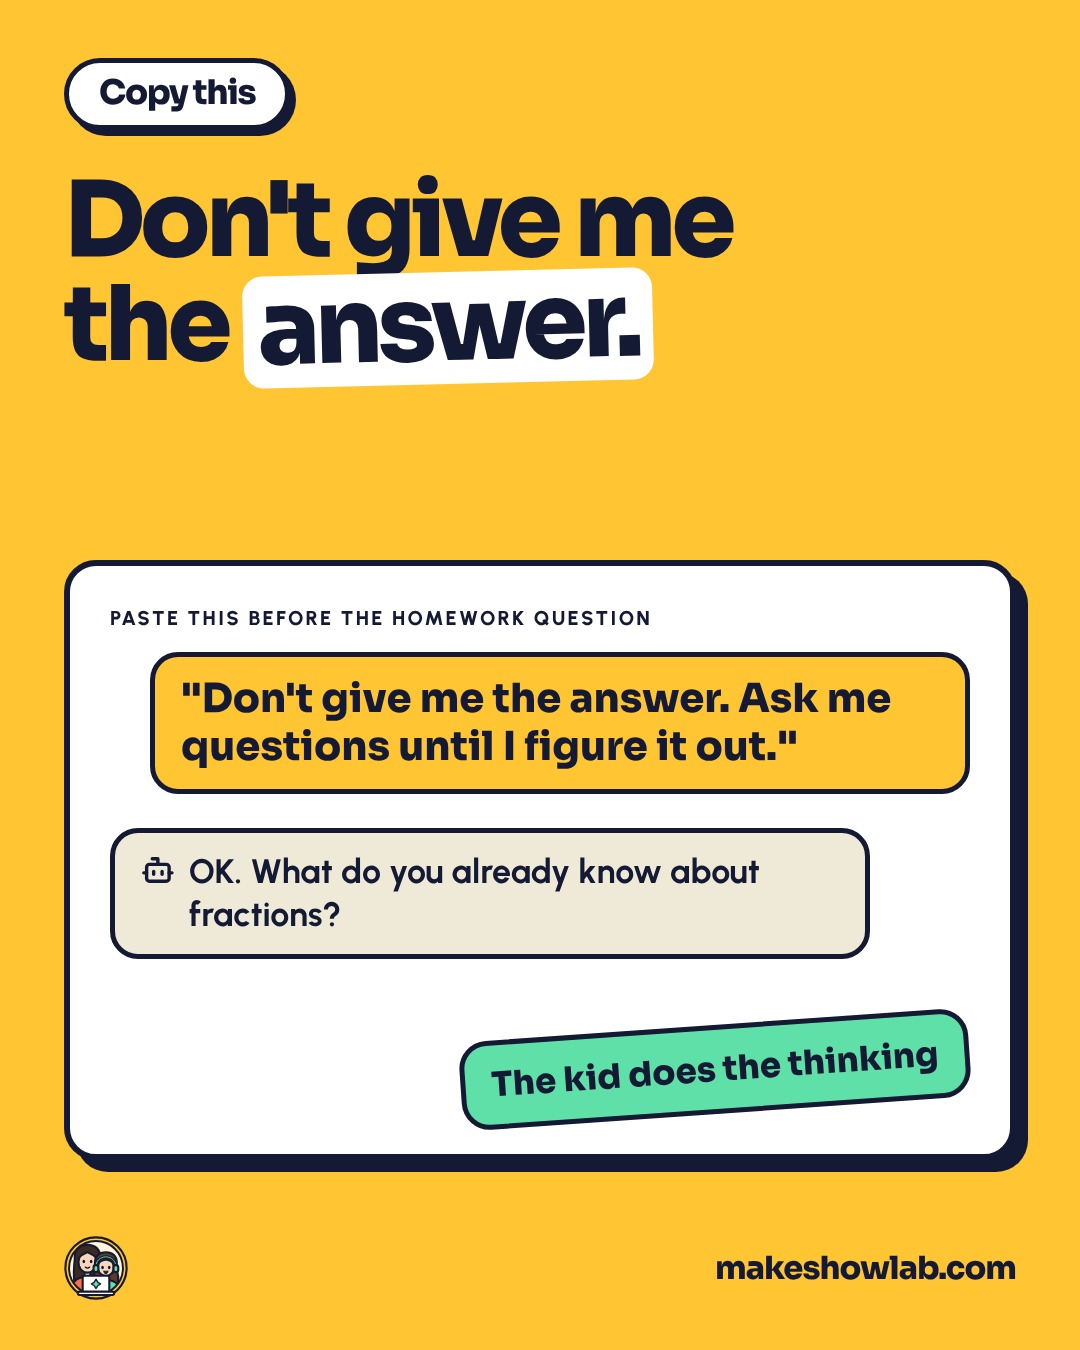 Copy this
Don't give me
the answer.
PASTE THIS BEFORE THE HOMEWORK QUESTION
"Don't give me the answer. Ask me
questions until I figure it out."
OK. What do you already know about
fractions?
The kid does the thinking
makeshowlab.com